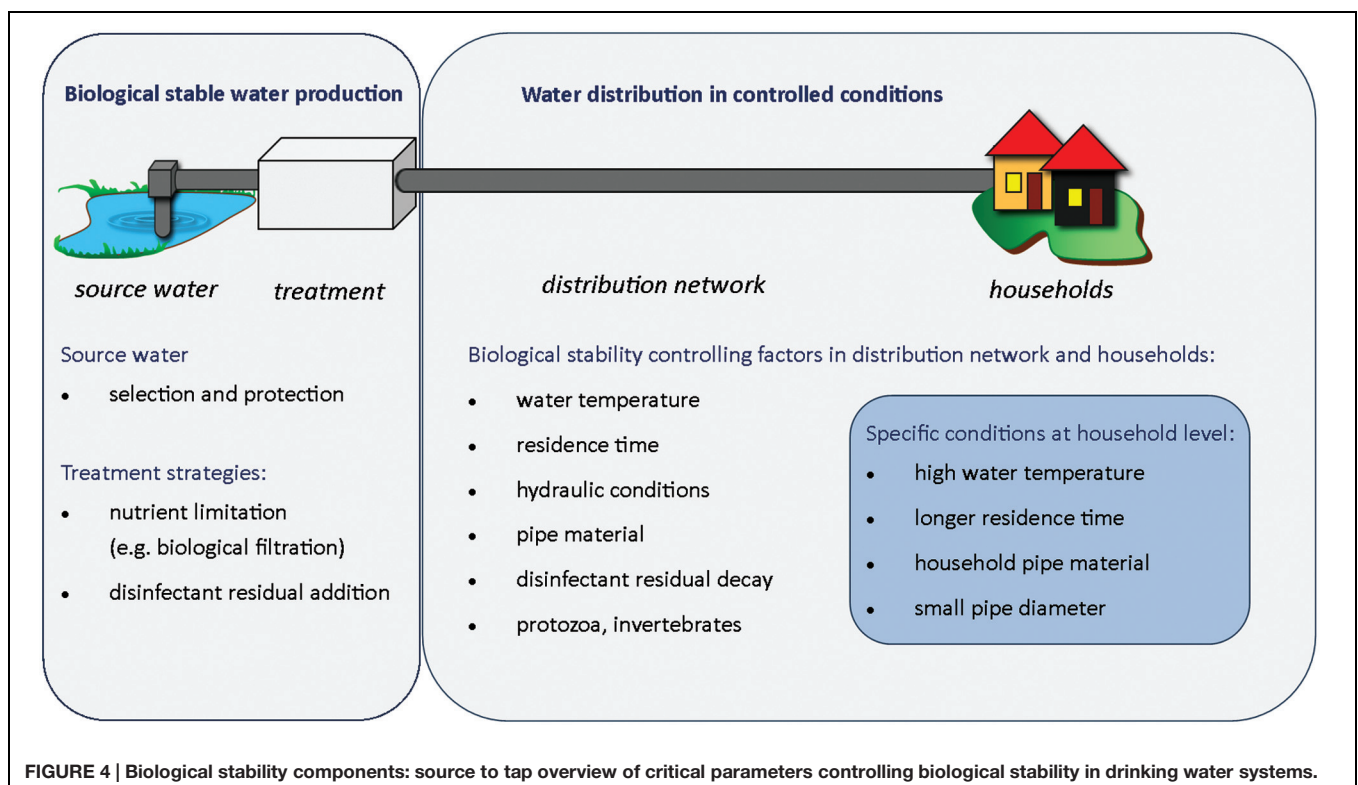 Biological stable water production
Water distribution in controlled conditions
source water
treatment
distribution network
households
Source water
• selection and protection
Treatment strategies:
• nutrient limitation
(e.g. biological filtration)
• disinfectant residual addition
Biological stability controlling factors in distribution network and households:
• water temperature
• residence time
• hydraulic conditions
• pipe material
• disinfectant residual decay
• protozoa, invertebrates
Specific conditions at household level:
• high water temperature
• longer residence time
• household pipe material
• small pipe diameter
FIGURE 4 | Biological stability components: source to tap overview of critical parameters controlling biological stability in drinking water systems.